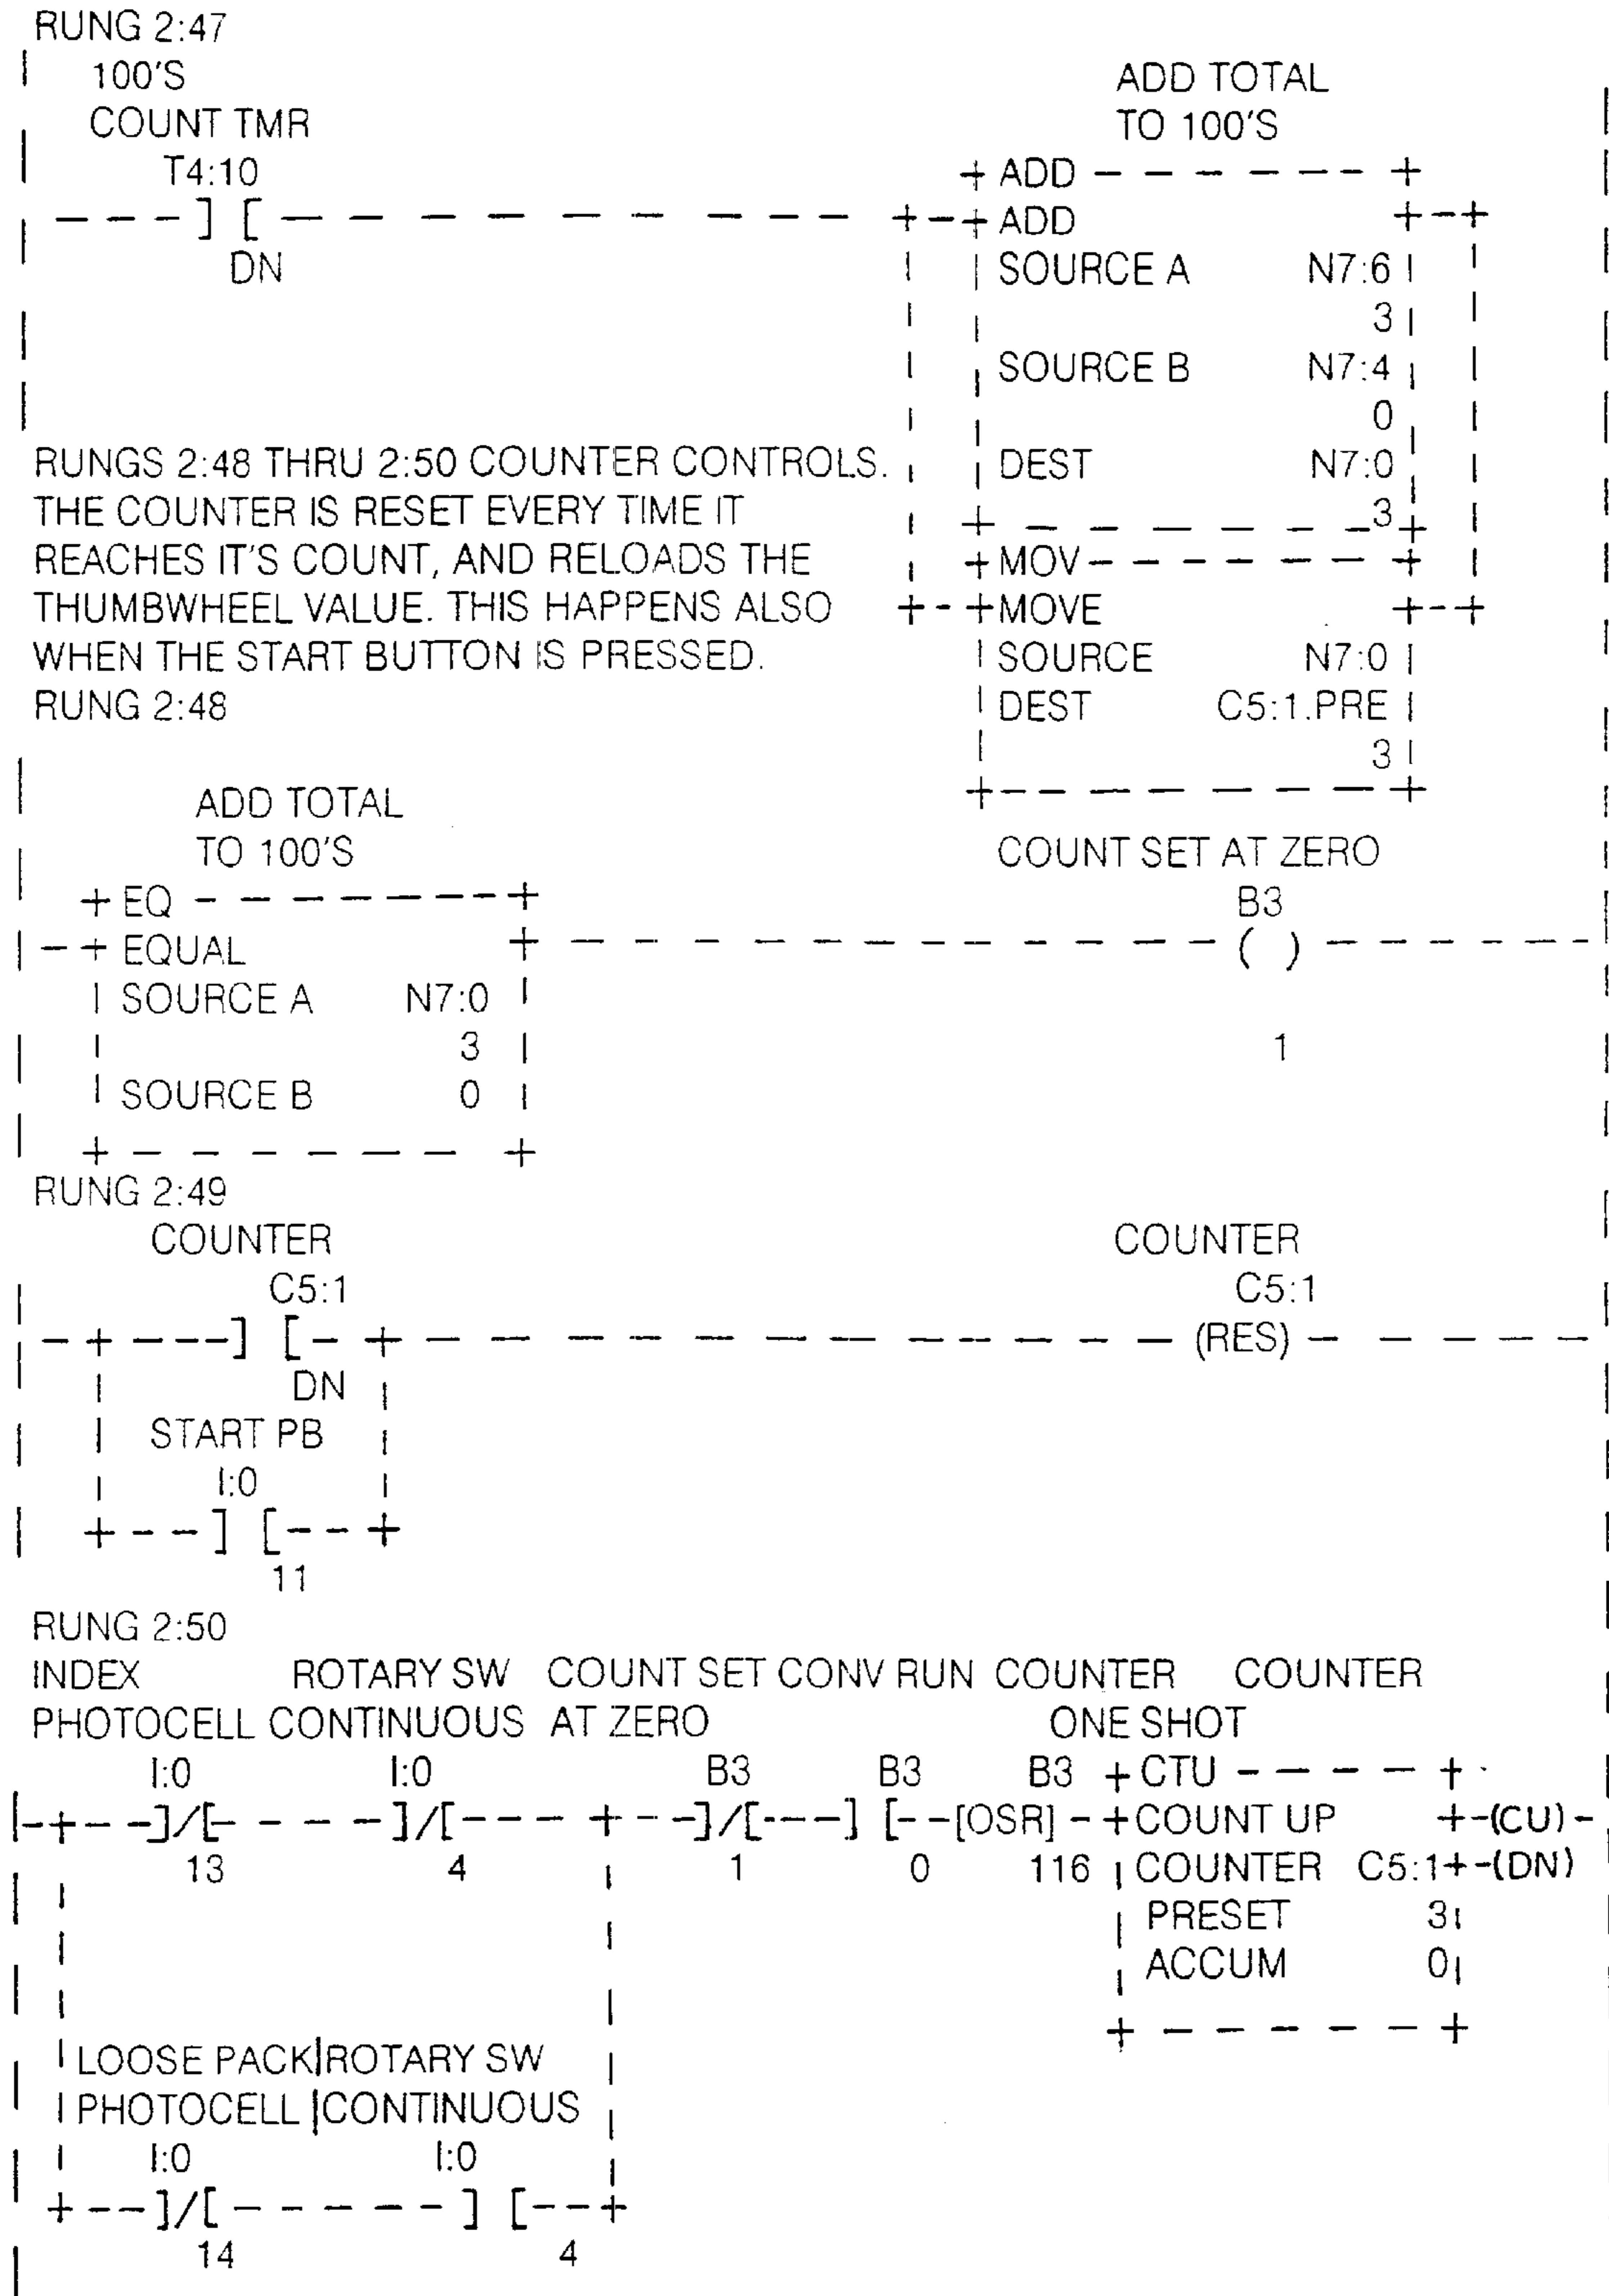 RUNG 2:47
100'S
COUNT TMR
T4:10
] [
DN
ADD TOTAL
TO 100'S
ADD
ADD
SOURCE A N7:6
3
SOURCE B N7:4
0
DEST N7:0
3
MOV
MOVE
SOURCE N7:0
DEST C5:1.PRE
3
RUNGS 2:48 THRU 2:50 COUNTER CONTROLS.
THE COUNTER IS RESET EVERY TIME IT
REACHES IT'S COUNT, AND RELOADS THE
THUMBWHEEL VALUE. THIS HAPPENS ALSO
WHEN THE START BUTTON IS PRESSED.
RUNG 2:48
ADD TOTAL
TO 100'S
EQ
EQUAL
SOURCE A N7:0
3
SOURCE B 0
COUNT SET AT ZERO
B3
( )
1
RUNG 2:49
COUNTER
C5:1
] [
DN
START PB
I:0
] [
11
COUNTER
C5:1
(RES)
RUNG 2:50
INDEX ROTARY SW COUNT SET CONV RUN COUNTER COUNTER
PHOTOCELL CONTINUOUS AT ZERO ONE SHOT
I:0 I:0 B3 B3 B3 CTU
]/[ ]/[ ]/[ ] [ [OSR] COUNT UP (CU)
13 4 1 0 116 COUNTER C5:1 (DN)
PRESET 3
ACCUM 0
LOOSE PACK ROTARY SW
PHOTOCELL CONTINUOUS
I:0 I:0
]/[ ] [
14 4